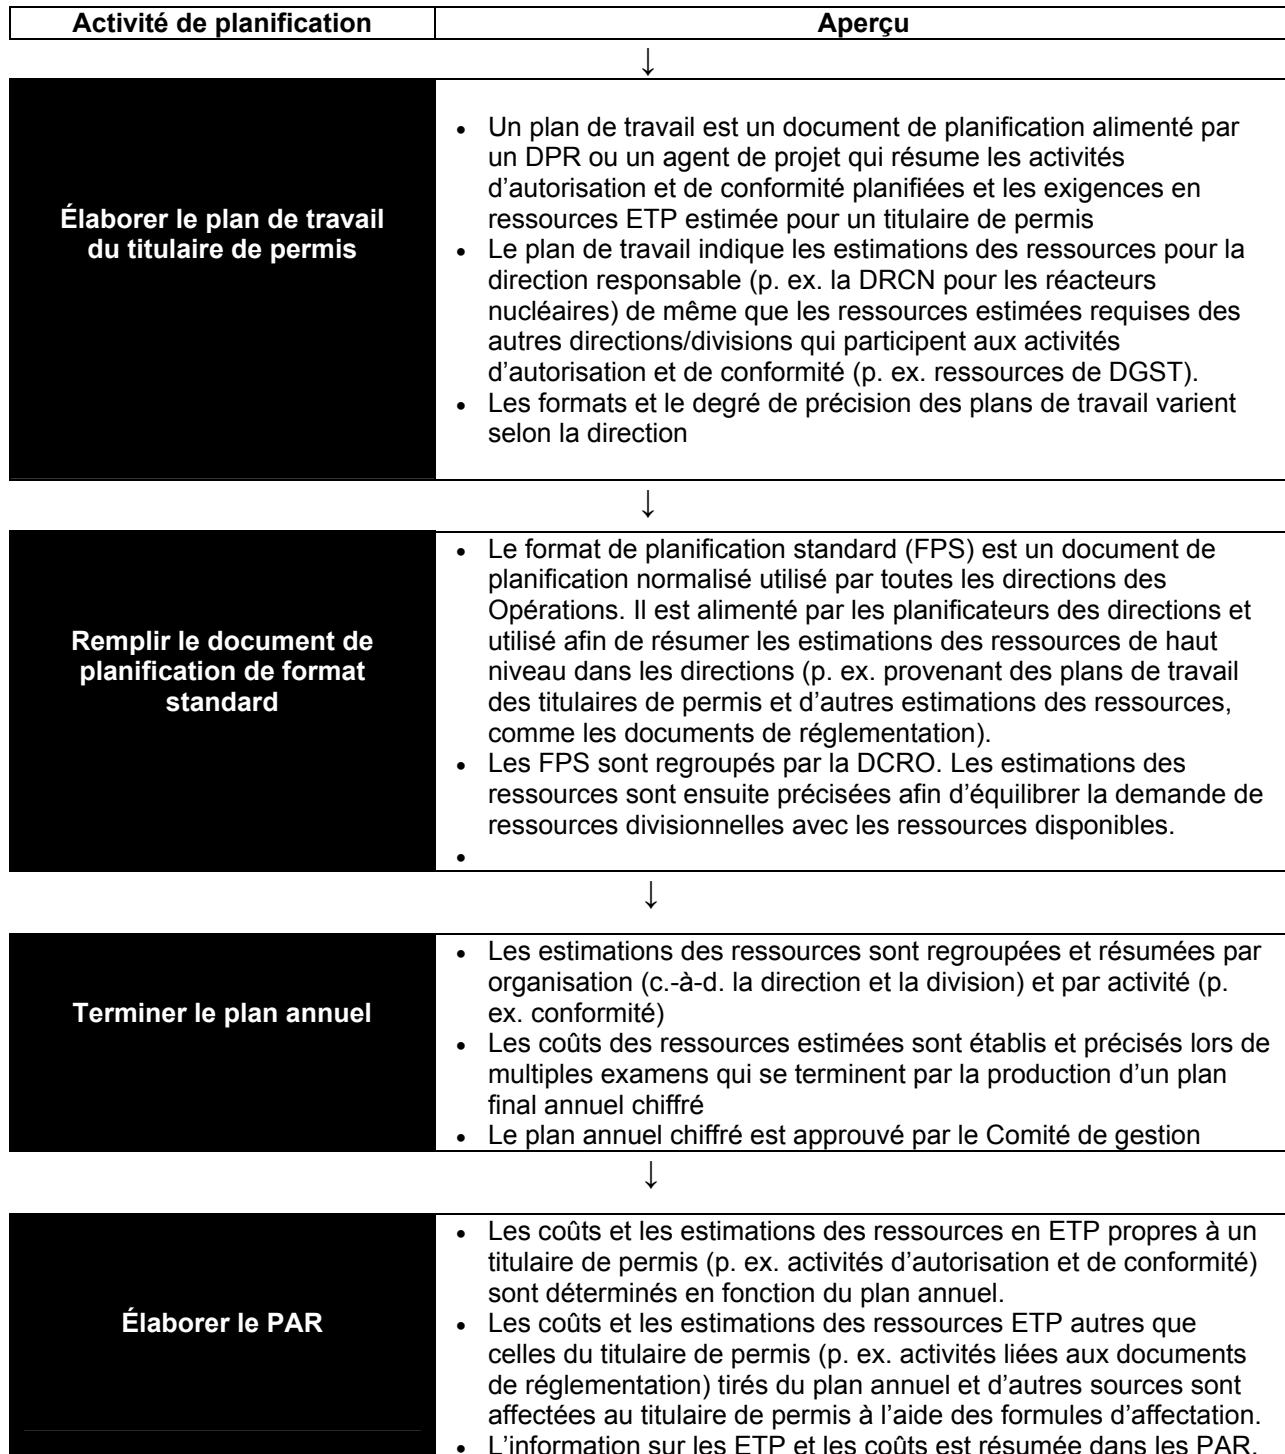 Activité de planification Aperçu
↓
Élaborer le plan de travail
du titulaire de permis
• Un plan de travail est un document de planification alimenté par
un DPR ou un agent de projet qui résume les activités
d’autorisation et de conformité planifiées et les exigences en
ressources ETP estimée pour un titulaire de permis
• Le plan de travail indique les estimations des ressources pour la
direction responsable (p. ex. la DRCN pour les réacteurs
nucléaires) de même que les ressources estimées requises des
autres directions/divisions qui participent aux activités
d’autorisation et de conformité (p. ex. ressources de DGST).
• Les formats et le degré de précision des plans de travail varient
selon la direction
↓
Remplir le document de
planification de format
standard
• Le format de planification standard (FPS) est un document de
planification normalisé utilisé par toutes les directions des
Opérations. Il est alimenté par les planificateurs des directions et
utilisé afin de résumer les estimations des ressources de haut
niveau dans les directions (p. ex. provenant des plans de travail
des titulaires de permis et d’autres estimations des ressources,
comme les documents de réglementation).
• Les FPS sont regroupés par la DCRO. Les estimations des
ressources sont ensuite précisées afin d’équilibrer la demande de
ressources divisionnelles avec les ressources disponibles.
•
↓
Terminer le plan annuel
• Les estimations des ressources sont regroupées et résumées par
organisation (c.-à-d. la direction et la division) et par activité (p.
ex. conformité)
• Les coûts des ressources estimées sont établis et précisés lors de
multiples examens qui se terminent par la production d’un plan
final annuel chiffré
• Le plan annuel chiffré est approuvé par le Comité de gestion
↓
Élaborer le PAR
• Les coûts et les estimations des ressources en ETP propres à un
titulaire de permis (p. ex. activités d’autorisation et de conformité)
sont déterminés en fonction du plan annuel.
• Les coûts et les estimations des ressources ETP autres que
celles du titulaire de permis (p. ex. activités liées aux documents
de réglementation) tirés du plan annuel et d’autres sources sont
affectées au titulaire de permis à l’aide des formules d’affectation.
• L’information sur les ETP et les coûts est résumée dans les PAR.